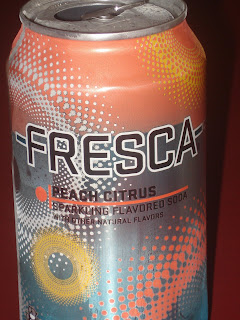 -FRESCA-
PEACH CITRUS
SPARKLING FLAVORED SODA
WITH OTHER NATURAL FLAVORS